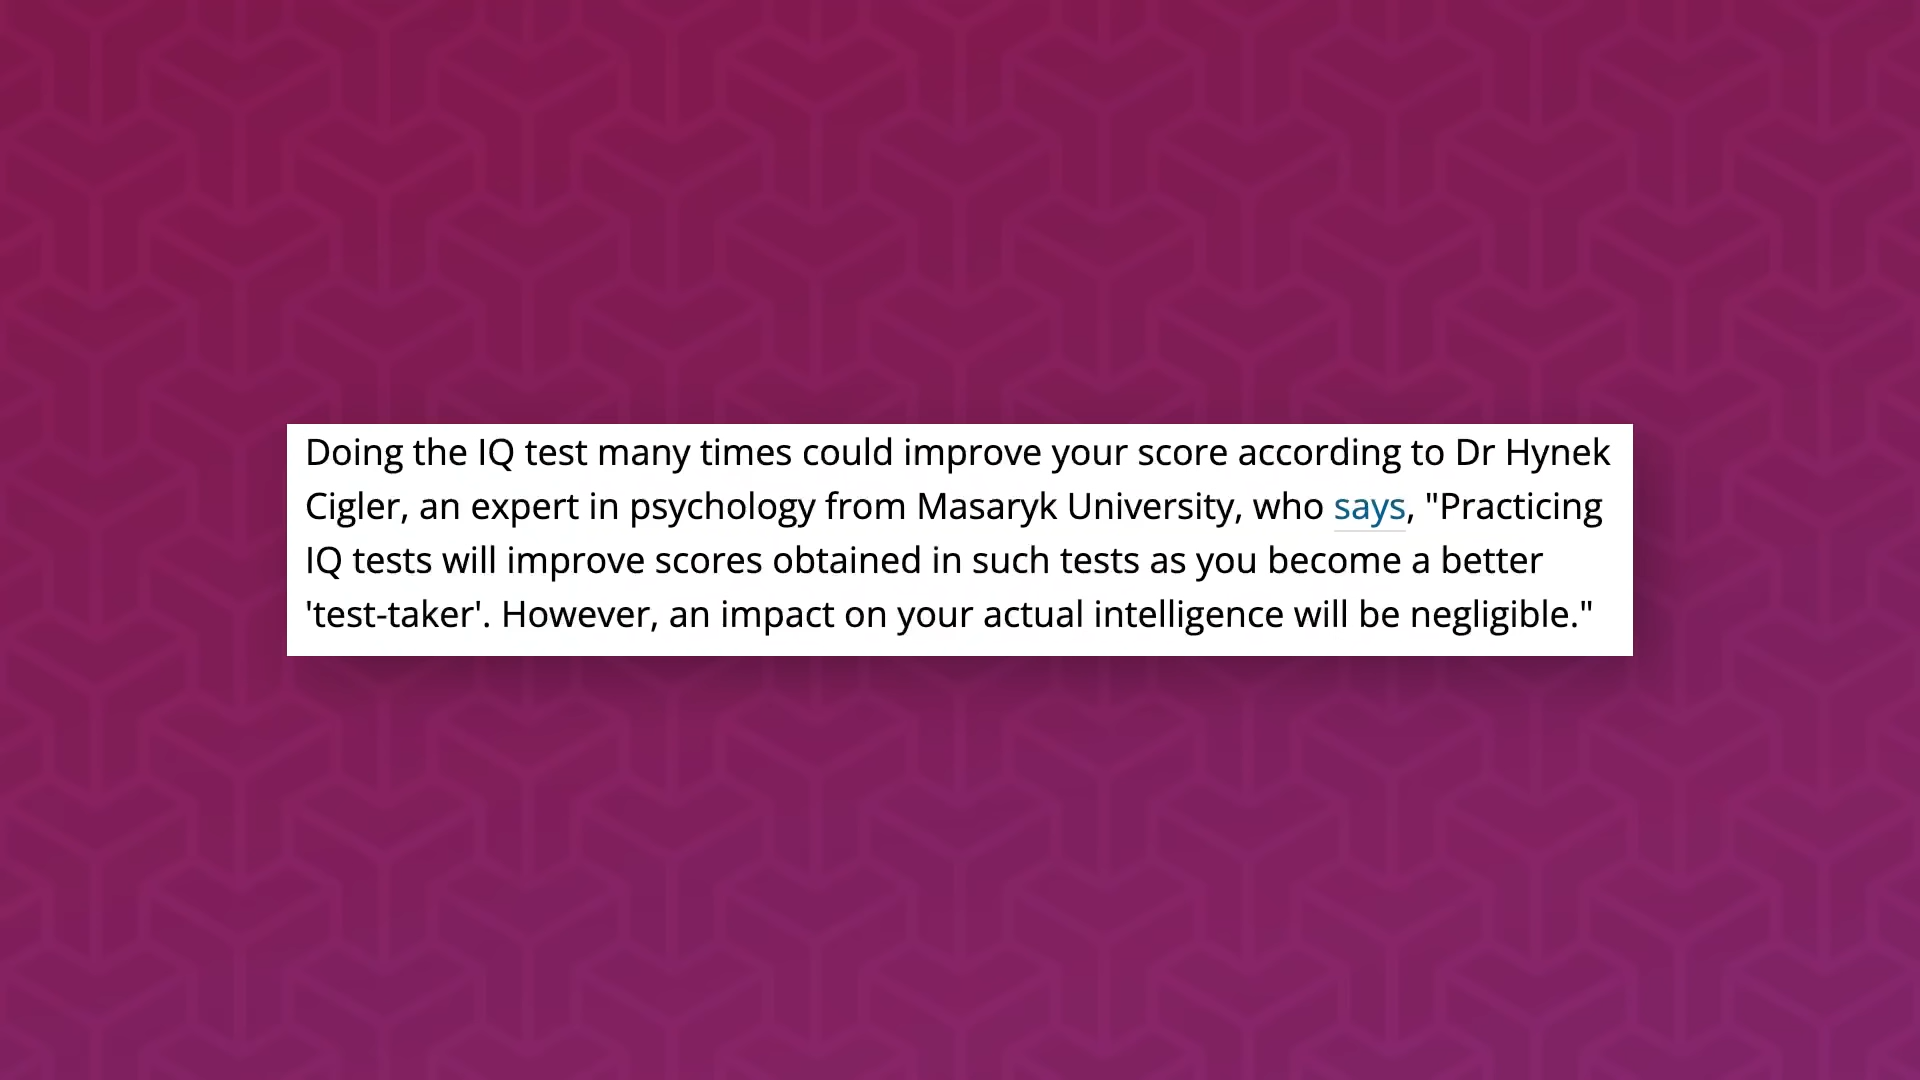 Doing the IQ test many times could improve your score according to Dr Hynek
Cigler, an expert in psychology from Masaryk University, who says, "Practicing
IQ tests will improve scores obtained in such tests as you become a better
'test-taker'. However, an impact on your actual intelligence will be negligible."